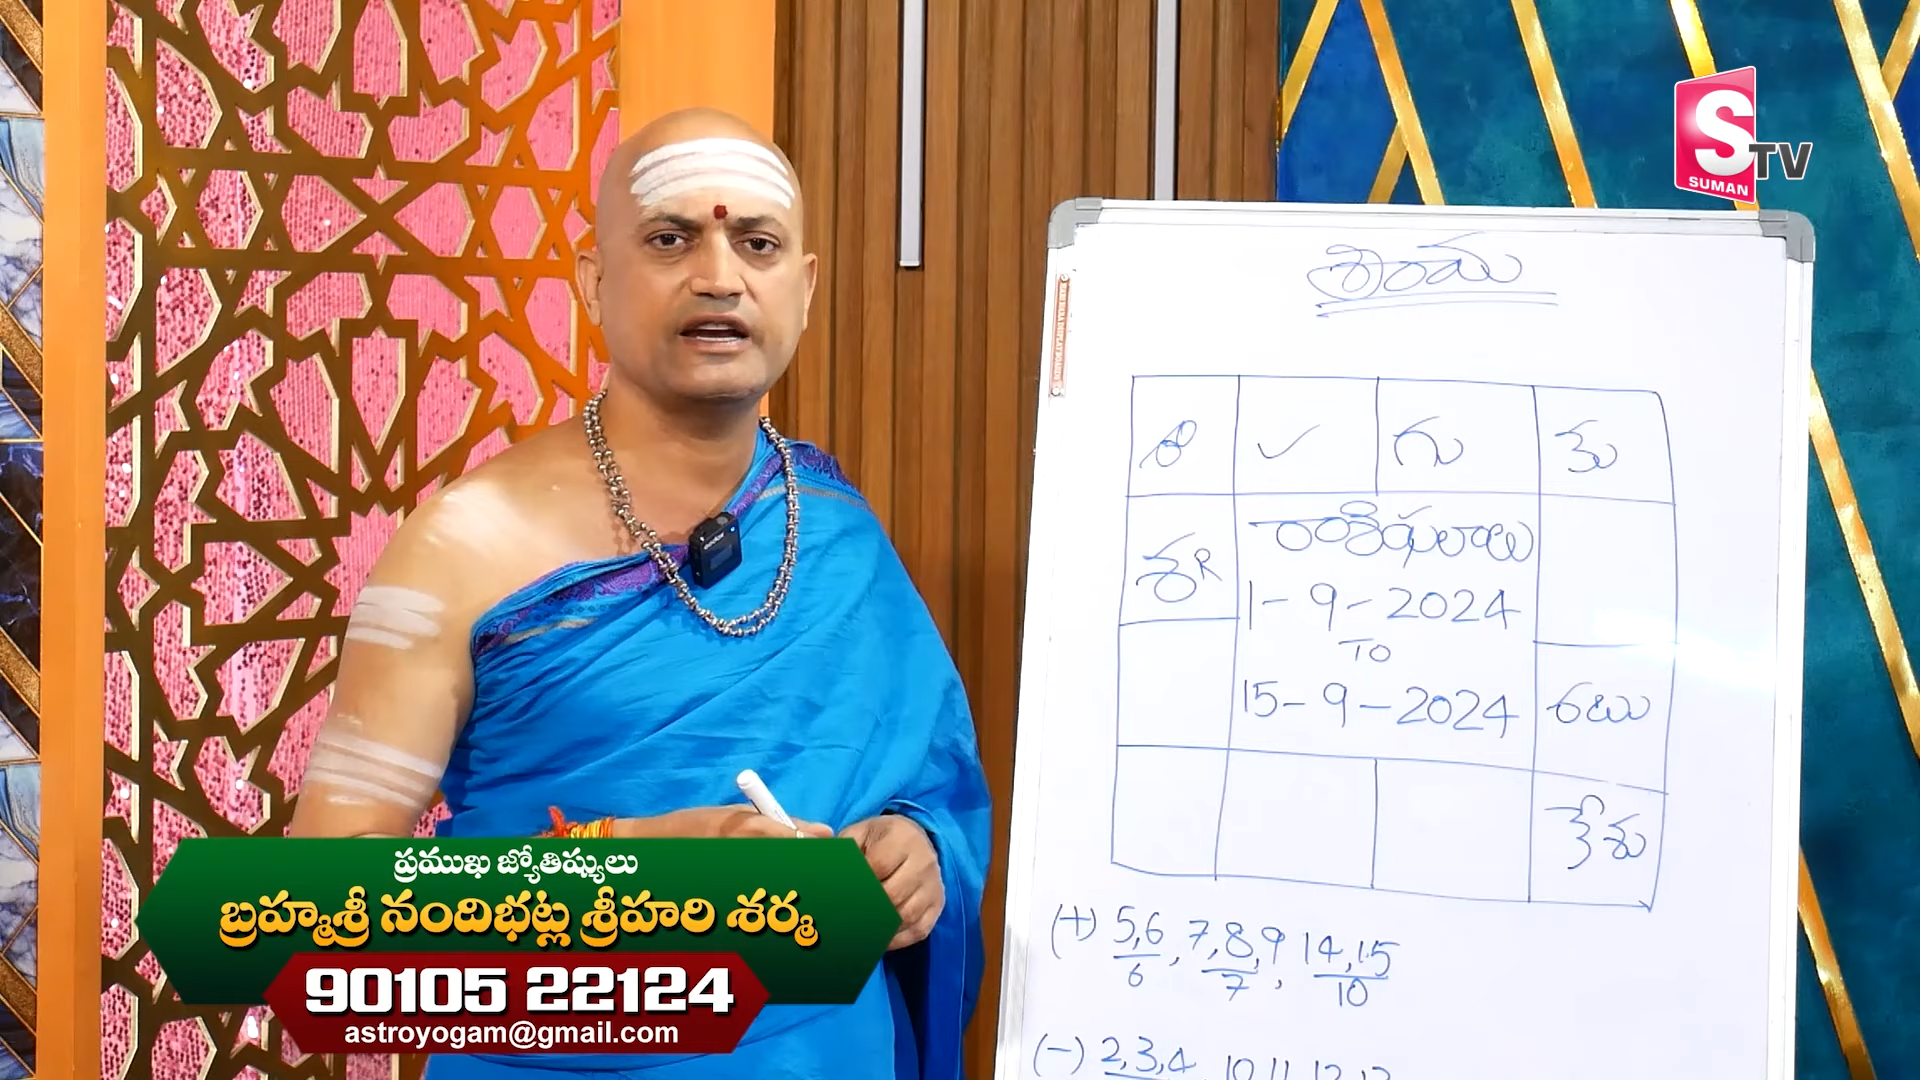 S TV
SUMAN
శ్రీరామ
గు
కు
రాశిఫలాలు
శ R
1-9-2024
TO
15-9-2024
(+) 5,6, 7,8,9, 14,15
6 7 10
(-) 2,3,4
ప్రముఖ జ్యోతిష్యులు
బ్రహ్మశ్రీ నందిభట్ల శ్రీహరి శర్మ
90105 22124
astroyogam@gmail.com